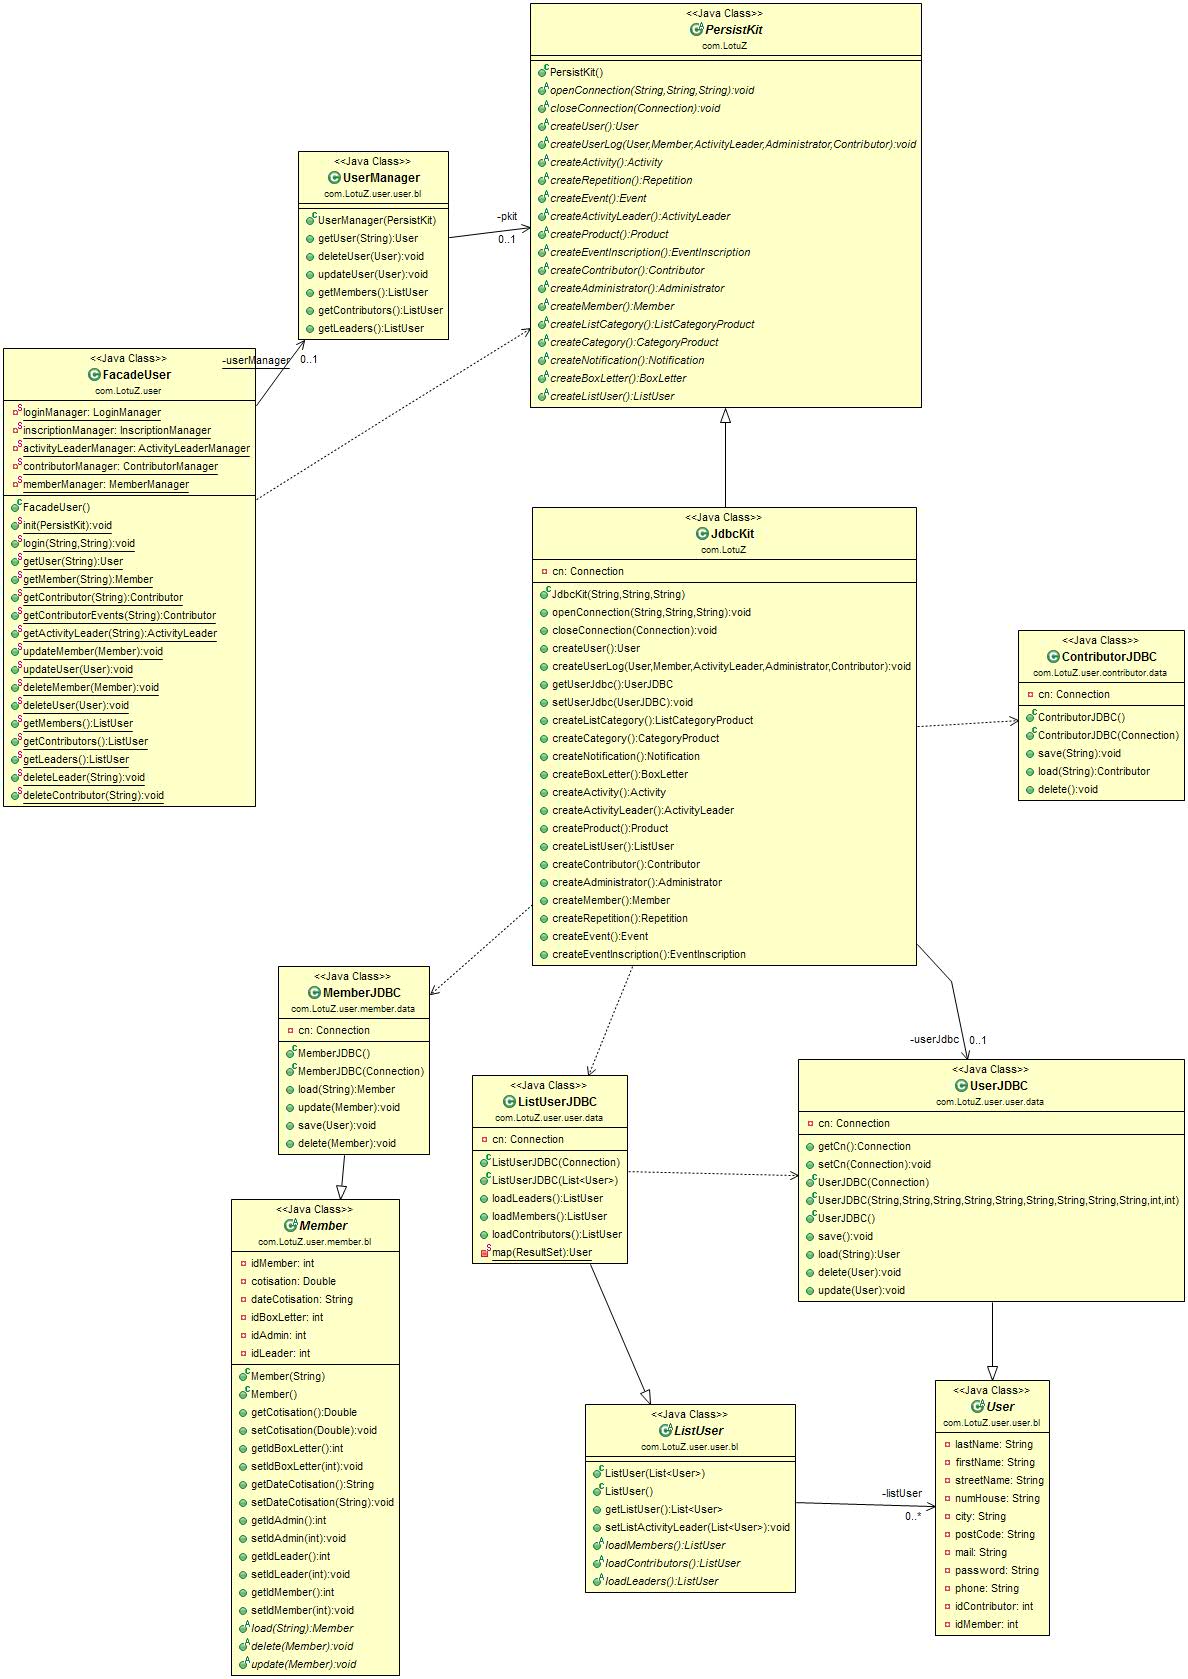 <<Java Class>>
PersistKit
com.LotuZ
PersistKit()
openConnection(String,String,String):void
closeConnection(Connection):void
createUser():User
createUserLog(User,Member,ActivityLeader,Administrator,Contributor):void
createActivity():Activity
createRepetition():Repetition
createEvent():Event
createActivityLeader():ActivityLeader
createProduct():Product
createEventInscription():EventInscription
createContributor():Contributor
createAdministrator():Administrator
createMember():Member
createListCategory():ListCategoryProduct
createCategory():CategoryProduct
createNotification():Notification
createBoxLetter():BoxLetter
createListUser():ListUser
<<Java Class>>
UserManager
com.LotuZ.user.user.bl
UserManager(PersistKit)
getUser(String):User
deleteUser(User):void
updateUser(User):void
getMembers():ListUser
getContributors():ListUser
getLeaders():ListUser
-pkit
0..1
-userManager
0..1
<<Java Class>>
FacadeUser
com.LotuZ.user
loginManager: LoginManager
inscriptionManager: InscriptionManager
activityLeaderManager: ActivityLeaderManager
contributorManager: ContributorManager
memberManager: MemberManager
FacadeUser()
init(PersistKit):void
login(String,String):void
getUser(String):User
getMember(String):Member
getContributor(String):Contributor
getContributorEvents(String):Contributor
getActivityLeader(String):ActivityLeader
updateMember(Member):void
updateUser(User):void
deleteMember(Member):void
deleteUser(User):void
getMembers():ListUser
getContributors():ListUser
getLeaders():ListUser
deleteLeader(String):void
deleteContributor(String):void
<<Java Class>>
JdbcKit
com.LotuZ
cn: Connection
JdbcKit(String,String,String)
openConnection(String,String,String):void
closeConnection(Connection):void
createUser():User
createUserLog(User,Member,ActivityLeader,Administrator,Contributor):void
getUserJdbc():UserJDBC
setUserJdbc(UserJDBC):void
createListCategory():ListCategoryProduct
createCategory():CategoryProduct
createNotification():Notification
createBoxLetter():BoxLetter
createActivity():Activity
createActivityLeader():ActivityLeader
createProduct():Product
createListUser():ListUser
createContributor():Contributor
createAdministrator():Administrator
createMember():Member
createRepetition():Repetition
createEvent():Event
createEventInscription():EventInscription
<<Java Class>>
ContributorJDBC
com.LotuZ.user.contributor.data
cn: Connection
ContributorJDBC()
ContributorJDBC(Connection)
save(String):void
load(String):Contributor
delete():void
<<Java Class>>
MemberJDBC
com.LotuZ.user.member.data
cn: Connection
MemberJDBC()
MemberJDBC(Connection)
load(String):Member
update(Member):void
save(User):void
delete(Member):void
-userJdbc
0..1
<<Java Class>>
ListUserJDBC
com.LotuZ.user.user.data
cn: Connection
ListUserJDBC(Connection)
ListUserJDBC(List<User>)
loadLeaders():ListUser
loadMembers():ListUser
loadContributors():ListUser
map(ResultSet):User
<<Java Class>>
UserJDBC
com.LotuZ.user.user.data
cn: Connection
getCn():Connection
setCn(Connection):void
UserJDBC(Connection)
UserJDBC(String,String,String,String,String,String,String,String,String,int,int)
UserJDBC()
save():void
load(String):User
delete(User):void
update(User):void
<<Java Class>>
Member
com.LotuZ.user.member.bl
idMember: int
cotisation: Double
dateCotisation: String
idBoxLetter: int
idAdmin: int
idLeader: int
Member(String)
Member()
getCotisation():Double
setCotisation(Double):void
getIdBoxLetter():int
setIdBoxLetter(int):void
getDateCotisation():String
setDateCotisation(String):void
getIdAdmin():int
setIdAdmin(int):void
getIdLeader():int
setIdLeader(int):void
getIdMember():int
setIdMember(int):void
load(String):Member
delete(Member):void
update(Member):void
<<Java Class>>
ListUser
com.LotuZ.user.user.bl
ListUser(List<User>)
ListUser()
getListUser():List<User>
setListActivityLeader(List<User>):void
loadMembers():ListUser
loadContributors():ListUser
loadLeaders():ListUser
-listUser
0..*
<<Java Class>>
User
com.LotuZ.user.user.bl
lastName: String
firstName: String
streetName: String
numHouse: String
city: String
postCode: String
mail: String
password: String
phone: String
idContributor: int
idMember: int